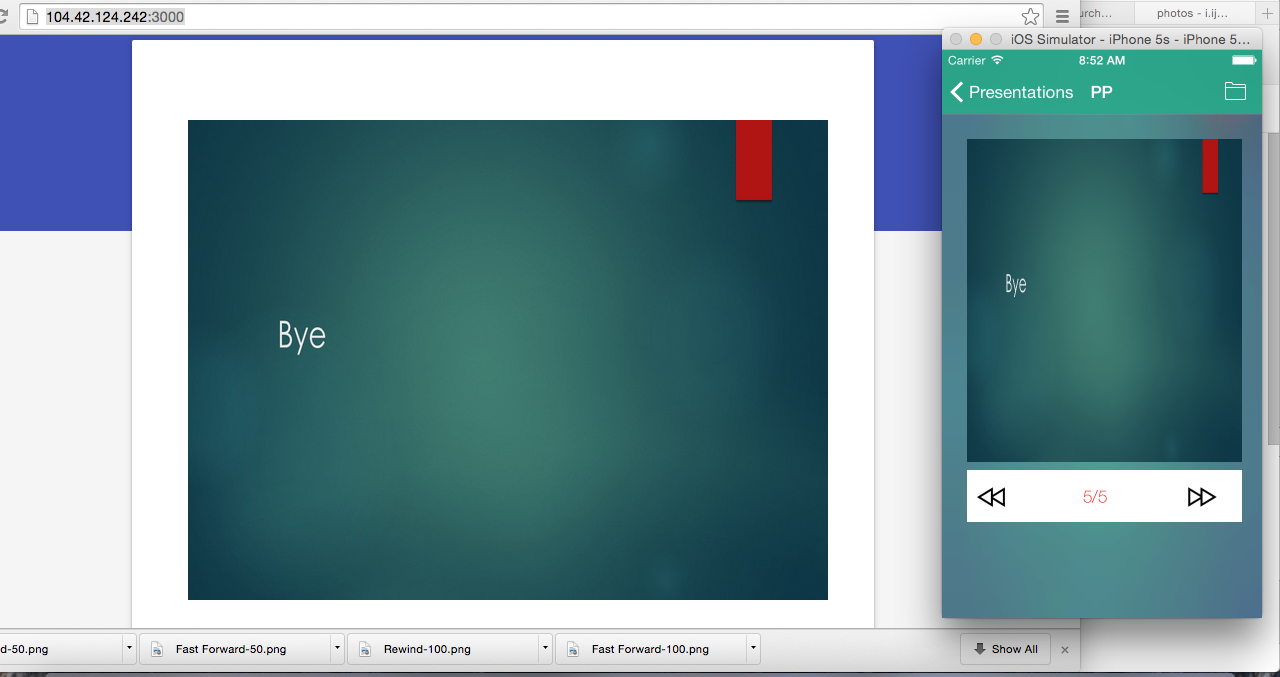 104.42.124.242:3000
urch...
photos - i.ij...
iOS Simulator - iPhone 5s - iPhone 5...
Carrier
8:52 AM
Presentations
PP
Bye
Bye
5/5
d-50.png
Fast Forward-50.png
Rewind-100.png
Fast Forward-100.png
Show All